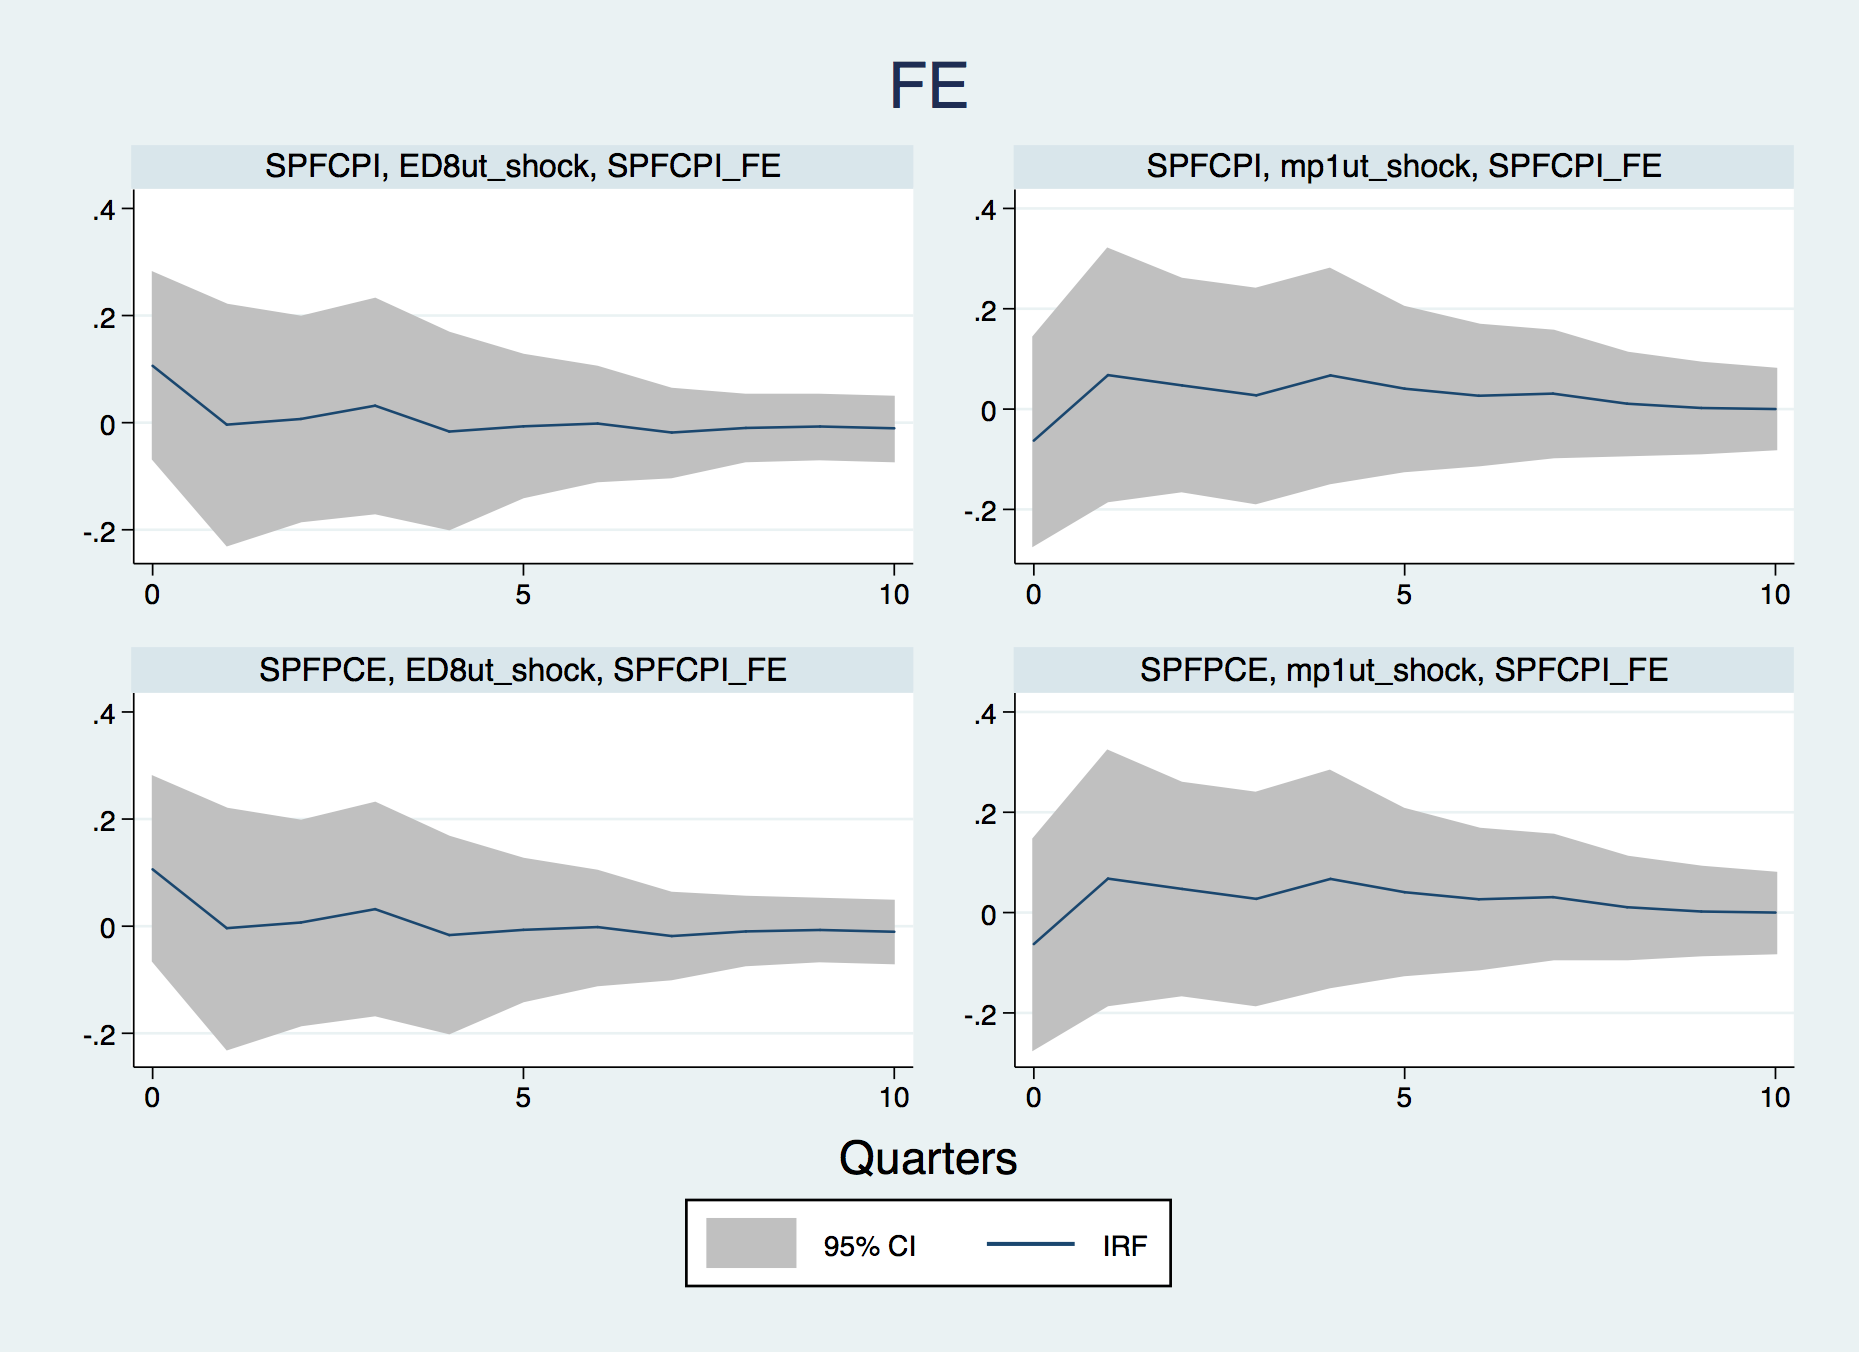 FE
SPFCPI, ED8ut_shock, SPFCPI_FE
.4
.2
0
-.2
0 5 10
SPFCPI, mp1ut_shock, SPFCPI_FE
.4
.2
0
-.2
0 5 10
SPFPCE, ED8ut_shock, SPFCPI_FE
.4
.2
0
-.2
0 5 10
SPFPCE, mp1ut_shock, SPFCPI_FE
.4
.2
0
-.2
0 5 10
Quarters
95% CI IRF